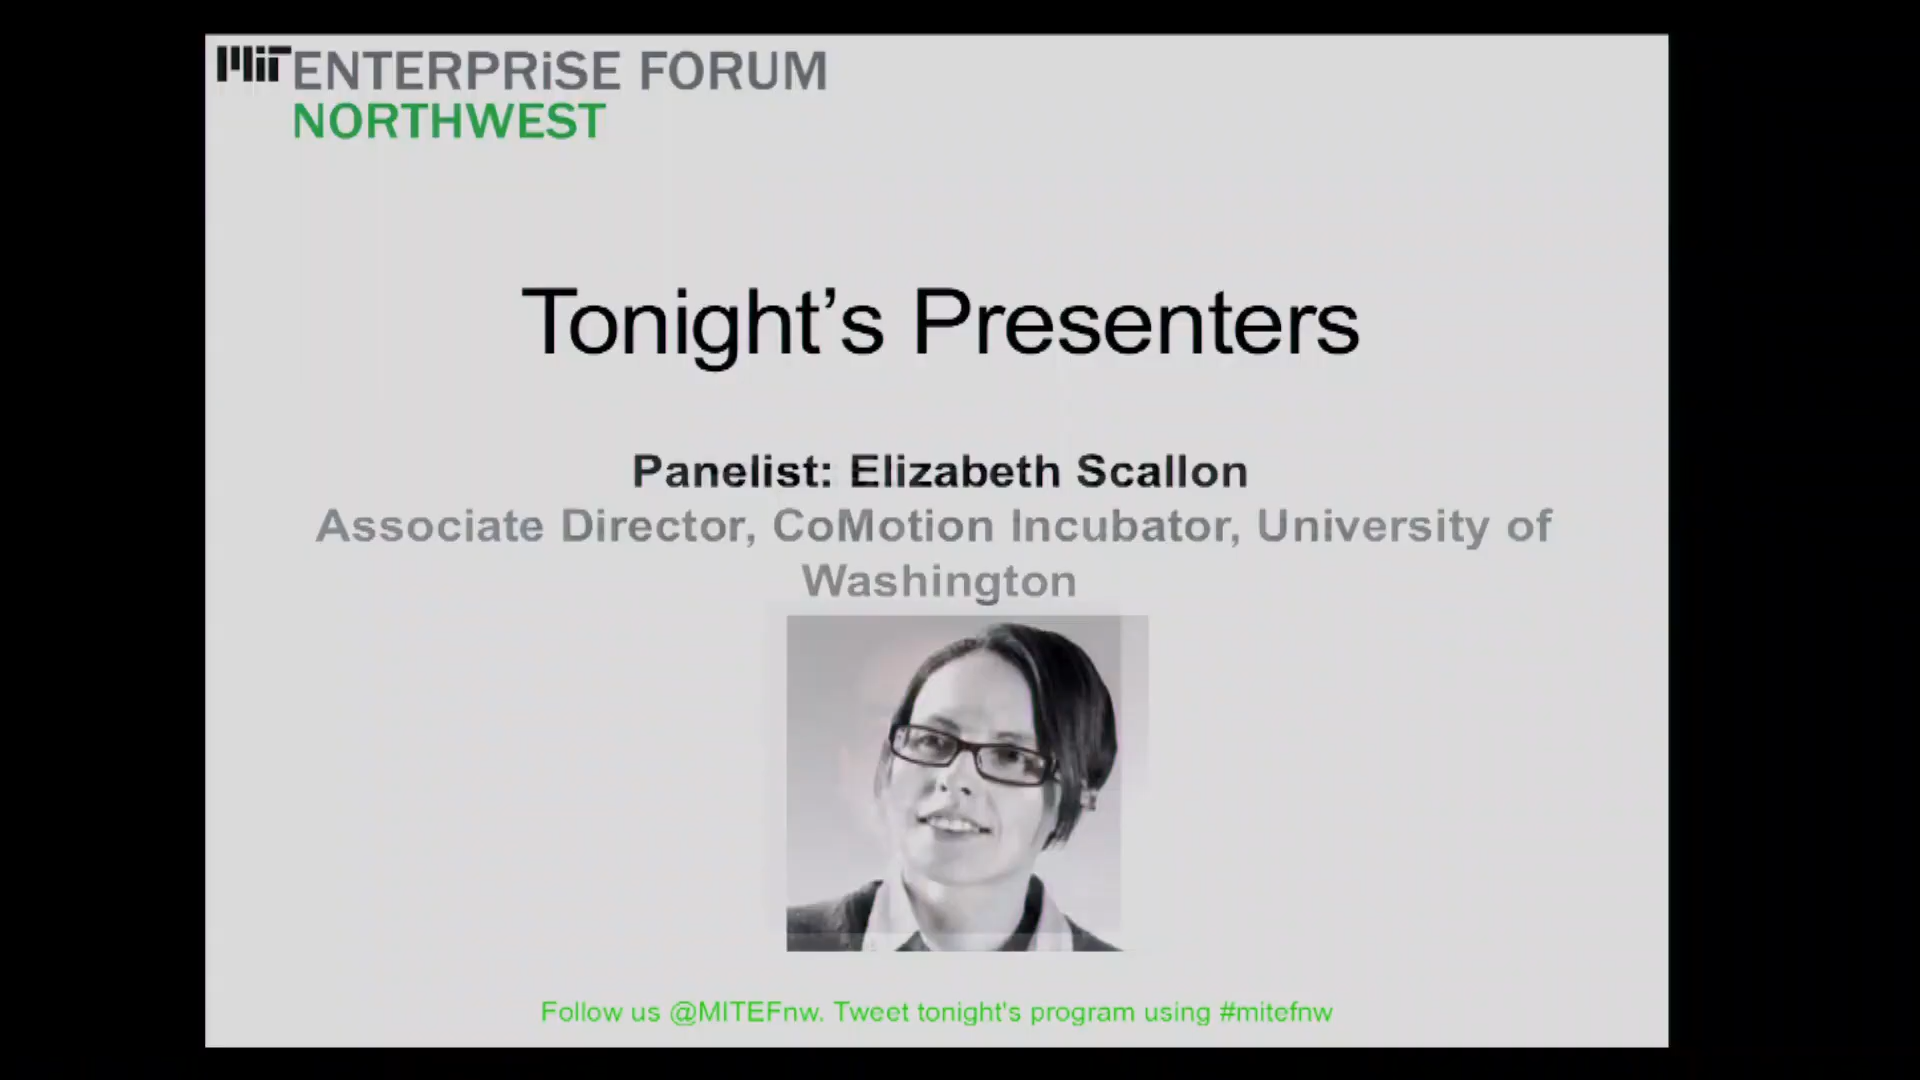 MiT ENTERPRiSE FORUM
NORTHWEST
Tonight’s Presenters
Panelist: Elizabeth Scallon
Associate Director, CoMotion Incubator, University of
Washington
Follow us @MITEFnw. Tweet tonight's program using #mitefnw